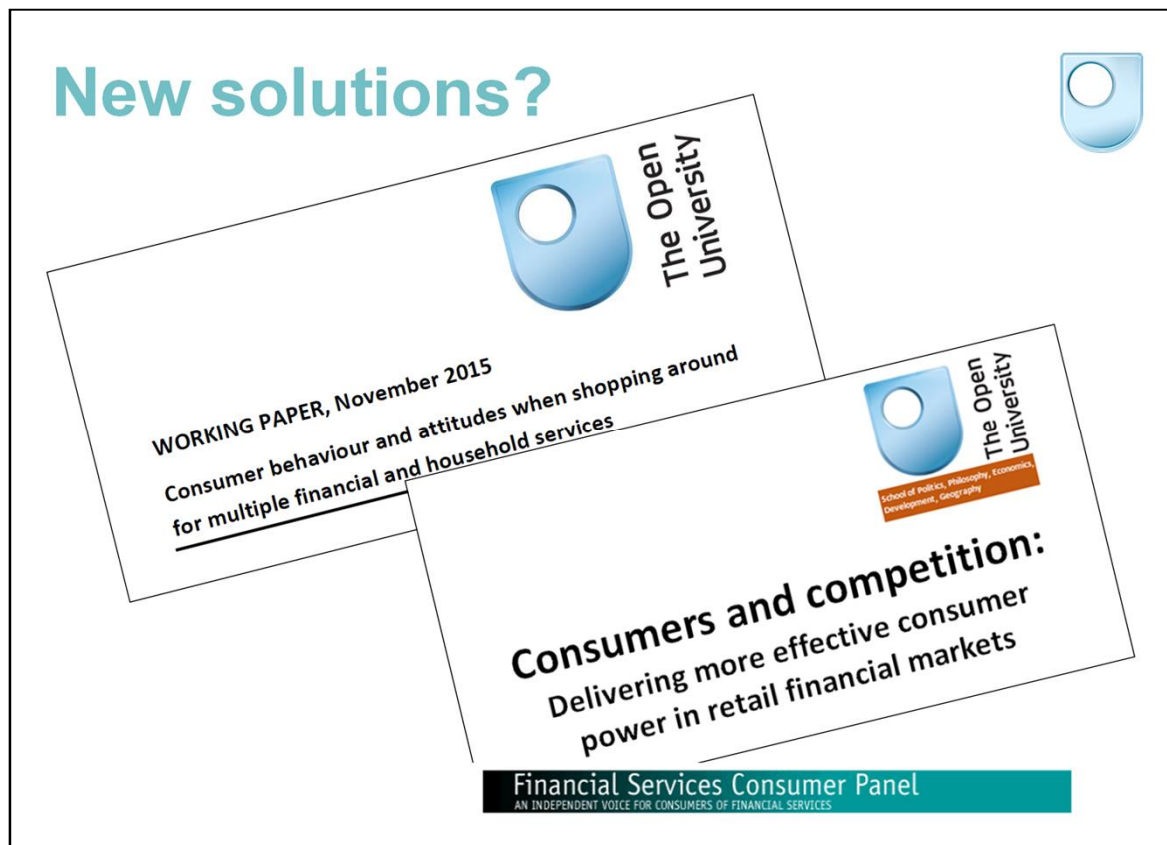 New solutions?
The Open
University
WORKING PAPER, November 2015
Consumer behaviour and attitudes when shopping around
for multiple financial and household services
The Open
University
School of Politics, Philosophy, Economics,
Development, Geography
Consumers and competition:
Delivering more effective consumer
power in retail financial markets
Financial Services Consumer Panel
AN INDEPENDENT VOICE FOR CONSUMERS OF FINANCIAL SERVICES